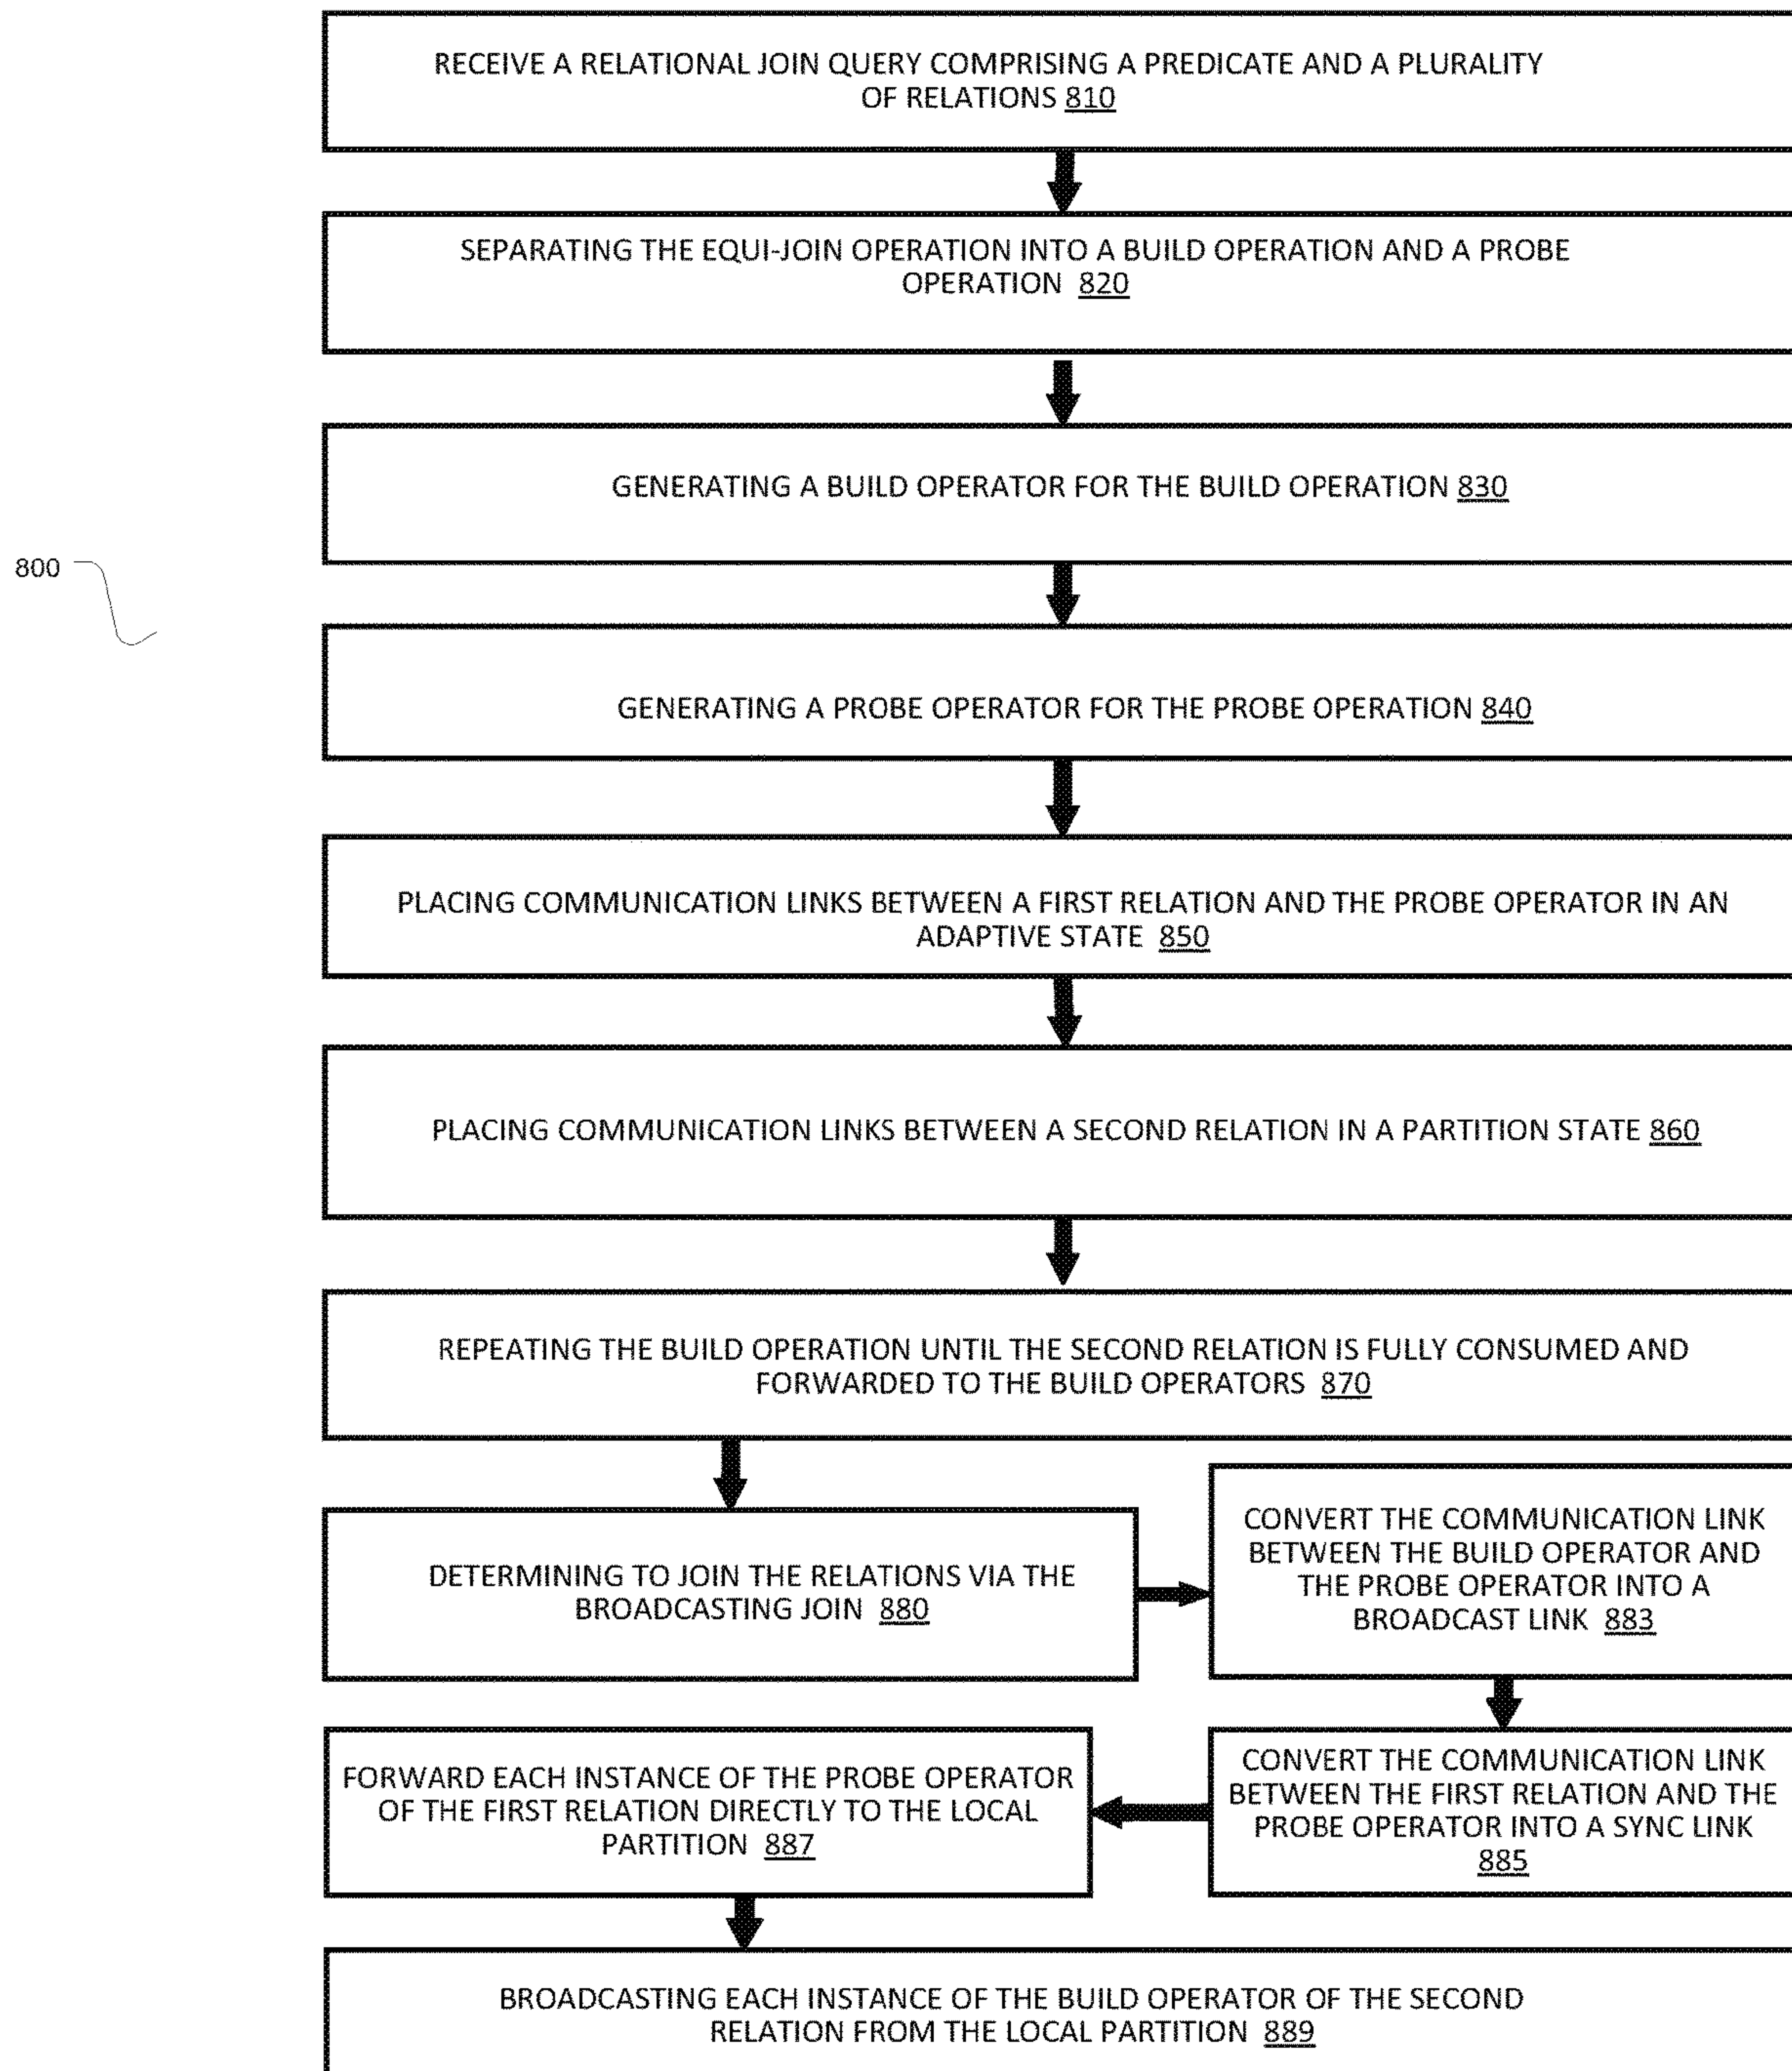 RECEIVE A RELATIONAL JOIN QUERY COMPRISING A PREDICATE AND A PLURALITY
OF RELATIONS 810
SEPARATING THE EQUI-JOIN OPERATION INTO A BUILD OPERATION AND A PROBE
OPERATION 820
GENERATING A BUILD OPERATOR FOR THE BUILD OPERATION 830
800
GENERATING A PROBE OPERATOR FOR THE PROBE OPERATION 840
PLACING COMMUNICATION LINKS BETWEEN A FIRST RELATION AND THE PROBE OPERATOR IN AN
ADAPTIVE STATE 850
PLACING COMMUNICATION LINKS BETWEEN A SECOND RELATION IN A PARTITION STATE 860
REPEATING THE BUILD OPERATION UNTIL THE SECOND RELATION IS FULLY CONSUMED AND
FORWARDED TO THE BUILD OPERATORS 870
DETERMINING TO JOIN THE RELATIONS VIA THE
BROADCASTING JOIN 880
CONVERT THE COMMUNICATION LINK
BETWEEN THE BUILD OPERATOR AND
THE PROBE OPERATOR INTO A
BROADCAST LINK 883
CONVERT THE COMMUNICATION LINK
BETWEEN THE FIRST RELATION AND THE
PROBE OPERATOR INTO A SYNC LINK
885
FORWARD EACH INSTANCE OF THE PROBE OPERATOR
OF THE FIRST RELATION DIRECTLY TO THE LOCAL
PARTITION 887
BROADCASTING EACH INSTANCE OF THE BUILD OPERATOR OF THE SECOND
RELATION FROM THE LOCAL PARTITION 889